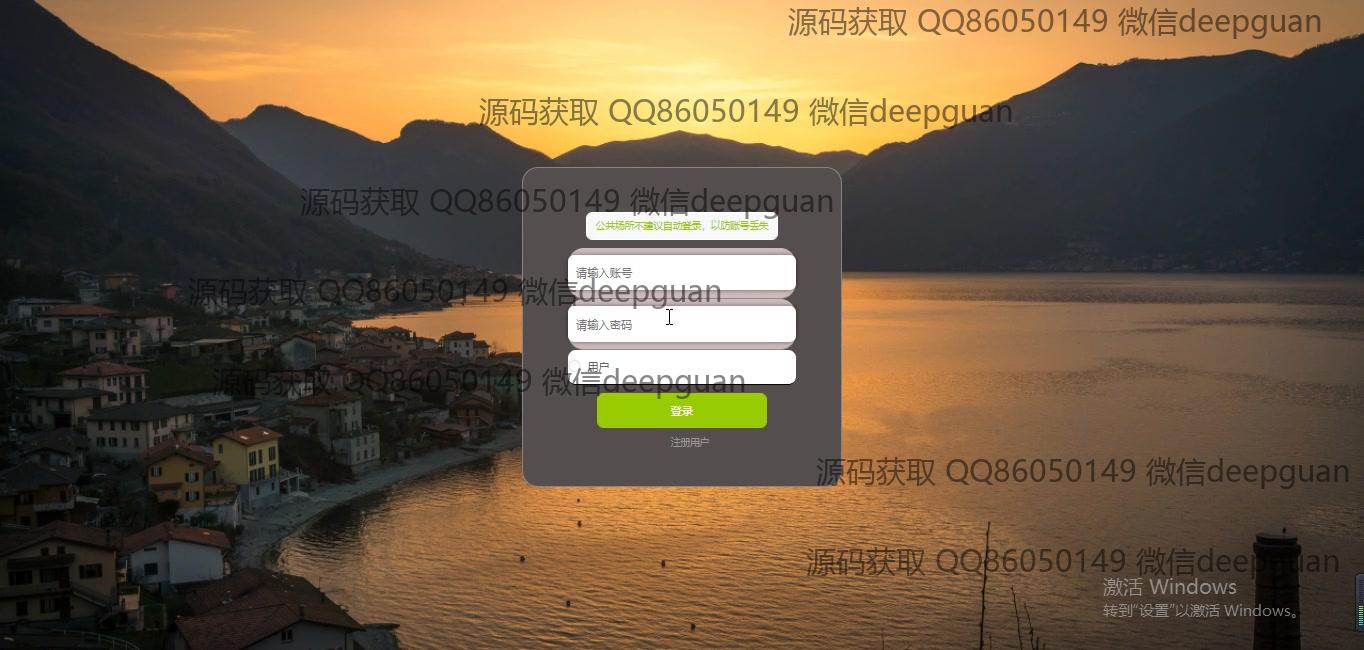 源码获取 QQ86050149 微信deepguan
源码获取 QQ86050149 微信deepguan
源码获取 QQ86050149 微信deepguan
公共场所不建议自动登录，以防账号丢失
请输入账号
源码获取 QQ86050149 微信deepguan
请输入密码
用户
源码获取 QQ86050149 微信deepguan
登录
注册用户
源码获取 QQ86050149 微信deepguan
源码获取 QQ86050149 微信deepguan
激活 Windows
转到"设置"以激活 Windows。